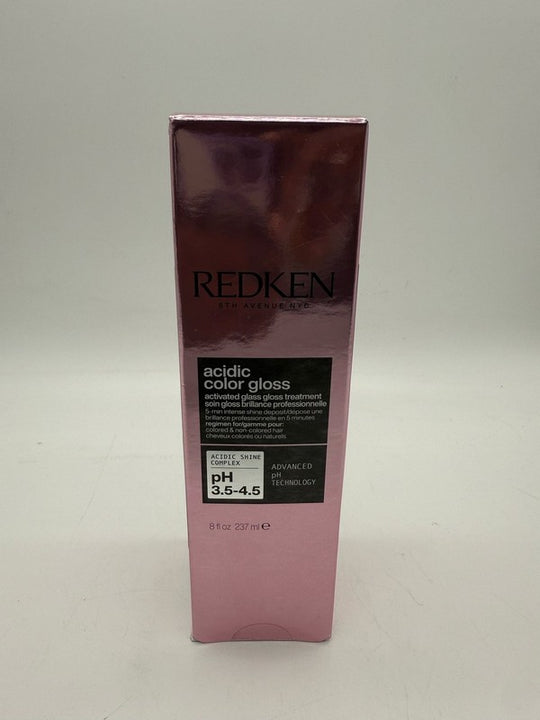 REDKEN
5TH AVENUE NYC
acidic
color gloss
activated glass gloss treatment
soin gloss brillance professionnelle
5-min intense shine deposit/dépose une
brillance professionnelle en 5 minutes
regimen for/gamme pour:
colored & non-colored hair
cheveux colorés ou naturels
ACIDIC SHINE
COMPLEX
pH
3.5-4.5
ADVANCED
pH
TECHNOLOGY
8 fl oz 237 ml ℮